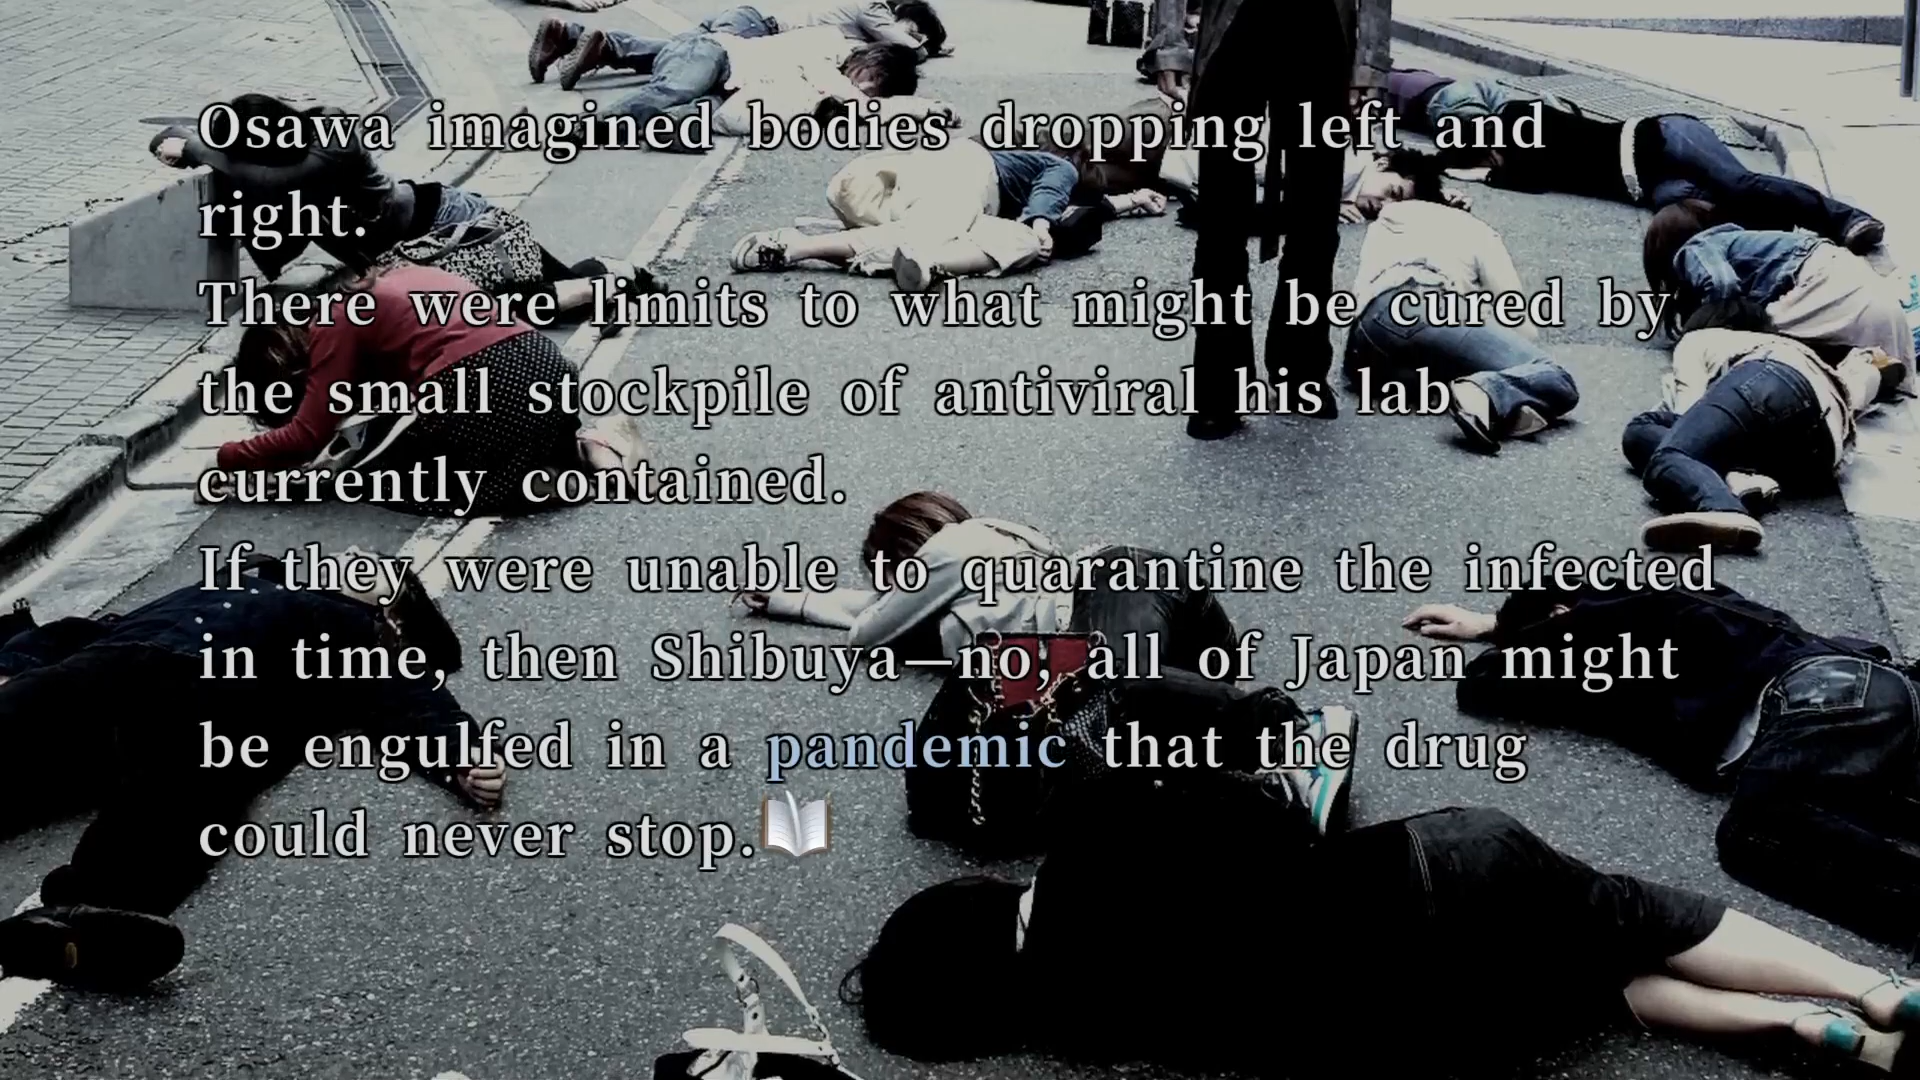 Osawa imagined bodies dropping left and
right.
There were limits to what might be cured by
the small stockpile of antiviral his lab
currently contained.
If they were unable to quarantine the infected
in time, then Shibuya—no, all of Japan might
be engulfed in a pandemic that the drug
could never stop.